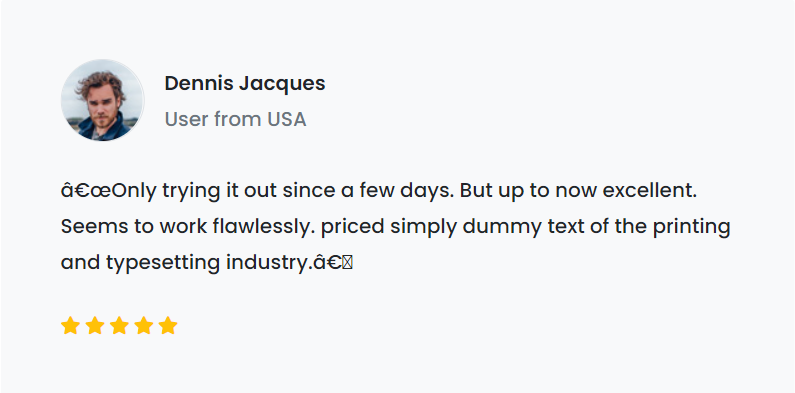 Dennis Jacques
User from USA
â€œOnly trying it out since a few days. But up to now excellent.
Seems to work flawlessly. priced simply dummy text of the printing
and typesetting industry.â€